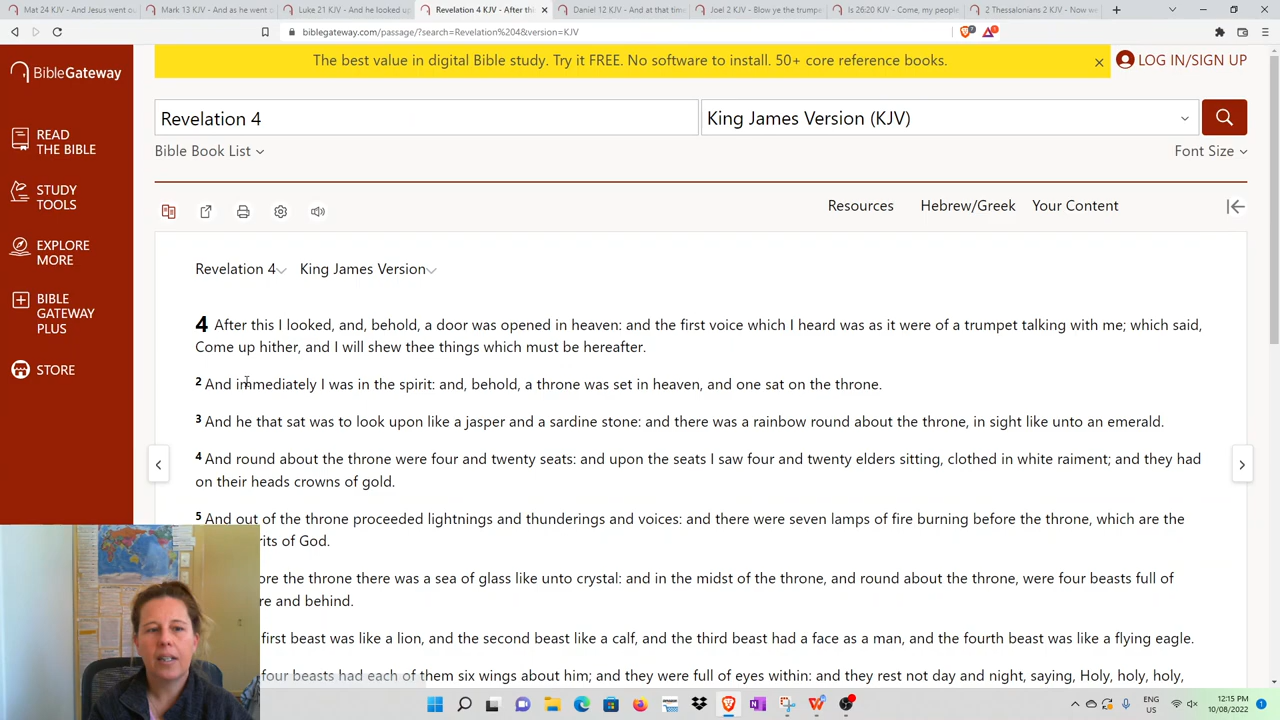 Mat 24 KJV - And Jesus went ou
Mark 13 KJV - And as he went o
Luke 21 KJV - And he looked up
Revelation 4 KJV - After thi
Daniel 12 KJV - And at that time
Joel 2 KJV - Blow ye the trumpe
Is 26:20 KJV - Come, my people
2 Thessalonians 2 KJV - Now we
biblegateway.com/passage/?search=Revelation%204&version=KJV
The best value in digital Bible study. Try it FREE. No software to install. 50+ core reference books.
LOG IN/SIGN UP
BibleGateway
Revelation 4
King James Version (KJV)
Bible Book List
Font Size
READ
THE BIBLE
STUDY
TOOLS
EXPLORE
MORE
BIBLE
GATEWAY
PLUS
STORE
Resources
Hebrew/Greek
Your Content
Revelation 4
King James Version
4 After this I looked, and, behold, a door was opened in heaven: and the first voice which I heard was as it were of a trumpet talking with me; which said,
Come up hither, and I will shew thee things which must be hereafter.
2 And immediately I was in the spirit: and, behold, a throne was set in heaven, and one sat on the throne.
3 And he that sat was to look upon like a jasper and a sardine stone: and there was a rainbow round about the throne, in sight like unto an emerald.
4 And round about the throne were four and twenty seats: and upon the seats I saw four and twenty elders sitting, clothed in white raiment; and they had
on their heads crowns of gold.
5 And out of the throne proceeded lightnings and thunderings and voices: and there were seven lamps of fire burning before the throne, which are the
rits of God.
ore the throne there was a sea of glass like unto crystal: and in the midst of the throne, and round about the throne, were four beasts full of
re and behind.
first beast was like a lion, and the second beast like a calf, and the third beast had a face as a man, and the fourth beast was like a flying eagle.
four beasts had each of them six wings about him; and they were full of eyes within: and they rest not day and night, saying, Holy, holy, holy,
ENG
US
12:15 PM
10/08/2022